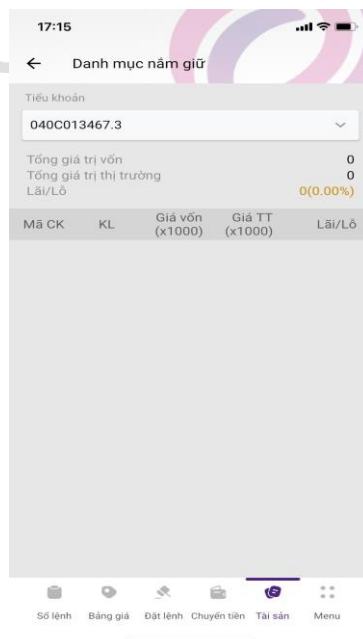 17:15
Danh mục nắm giữ
Tiểu khoản
040C013467.3
Tổng giá trị vốn 0
Tổng giá trị thị trường 0
Lãi/Lỗ 0(0.00%)
Mã CK KL Giá vốn (x1000) Giá TT (x1000) Lãi/Lỗ
Sổ lệnh Bảng giá Đặt lệnh Chuyển tiền Tài sản Menu